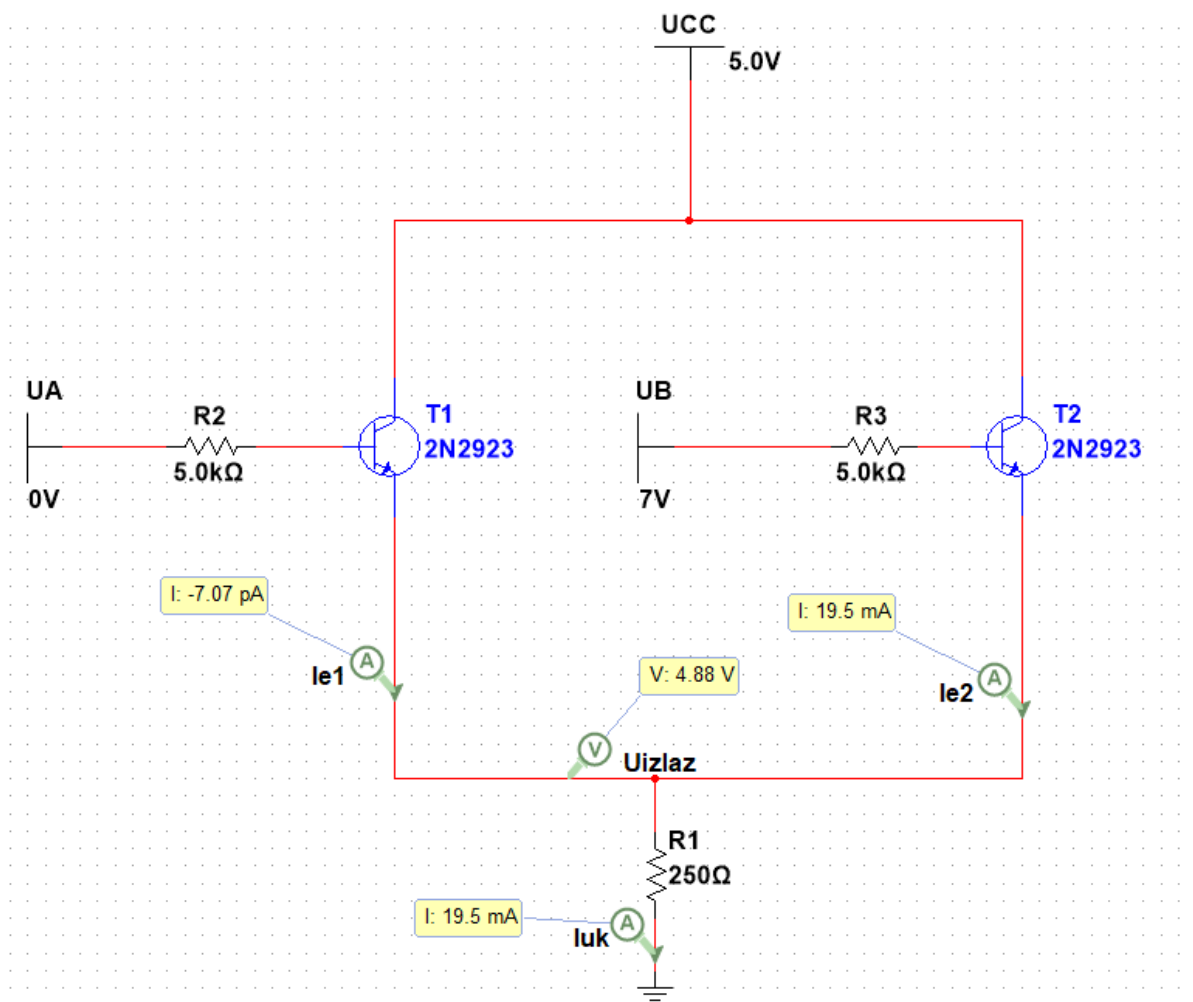 UCC
5.0V
UA
R2
5.0kΩ
0V
T1
2N2923
UB
R3
5.0kΩ
7V
T2
2N2923
I: -7.07 pA
A
Ie1
I: 19.5 mA
A
Ie2
V: 4.88 V
V
Uizlaz
R1
250Ω
I: 19.5 mA
A
Iuk